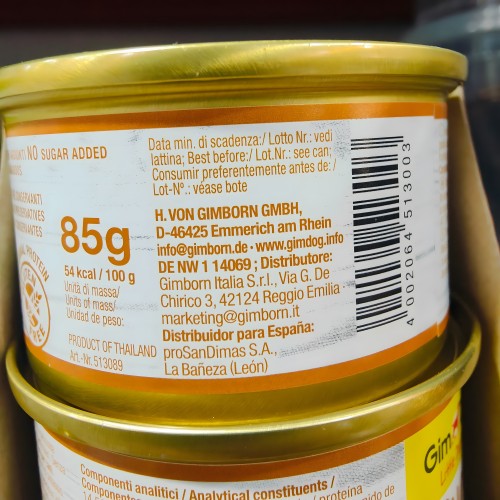 NO SUGAR ADDED
85g
54 kcal / 100 g
Unità di massa/
Units of mass/
Unidad de peso:
PRODUCT OF THAILAND
Art.-Nr. 513089
Data min. di scadenza:/ Lotto Nr.: vedi
lattina; Best before:/ Lot.Nr.: see can;
Consumir preferentemente antes de: /
Lot-Nº.: véase bote
H. VON GIMBORN GMBH,
D-46425 Emmerich am Rhein
info@gimborn.de • www.gimdog.info
DE NW 1 14069 ; Distributore:
Gimborn Italia S.r.l., Via G. De
Chirico 3, 42124 Reggio Emilia -
marketing@gimborn.it
Distribuidor para España:
proSanDimas S.A.,
La Bañeza (León)
4 002064 513003
Componenti analitici / Analytical constituents /
Gim